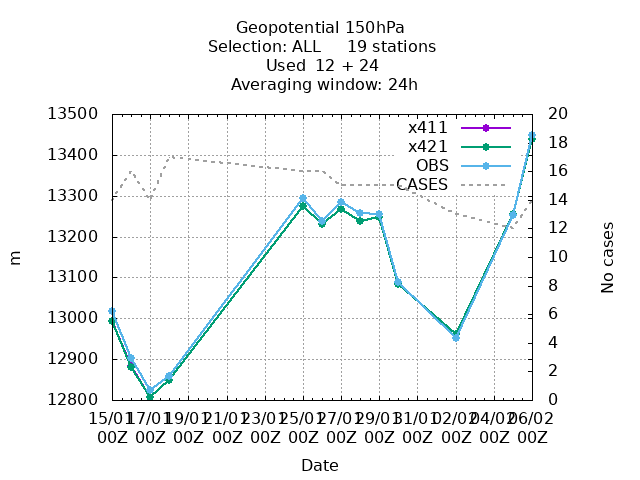 Geopotential 150hPa
Selection: ALL     19 stations
Used  12 + 24
Averaging window: 24h
13500
13400
13300
13200
13100
13000
12900
12800
m
20
18
16
14
12
10
8
6
4
2
0
No cases
x411
x421
OBS
CASES
15/01 17/01 19/01 21/01 23/01 25/01 27/01 29/01 31/01 02/02 04/02 06/02
00Z 00Z 00Z 00Z 00Z 00Z 00Z 00Z 00Z 00Z 00Z 00Z
Date